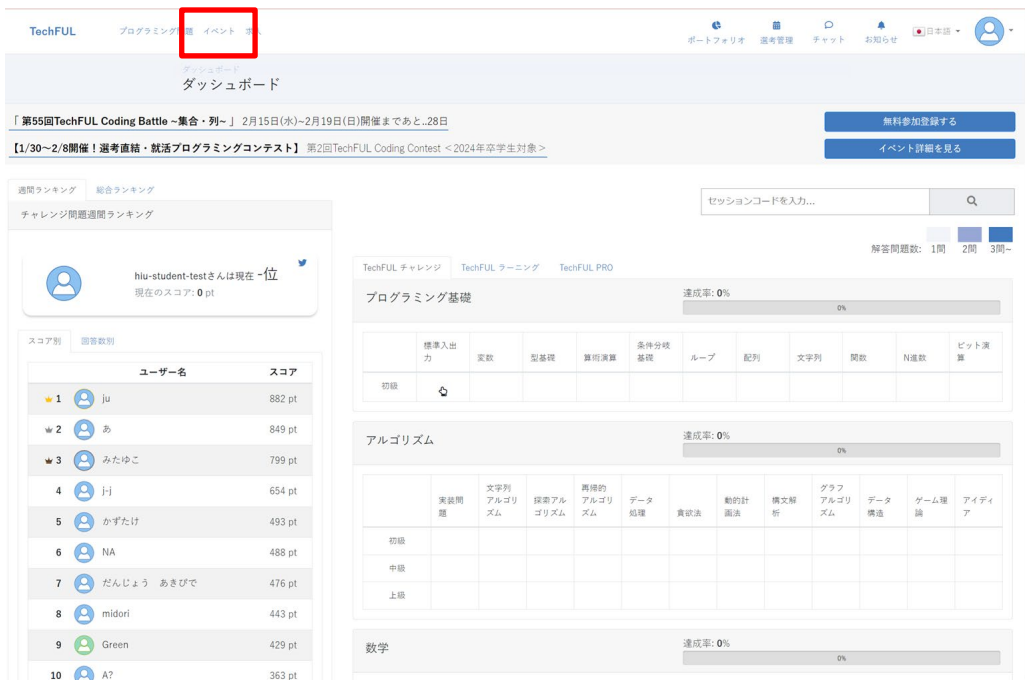 TechFUL プログラミング問題 イベント 求人 ポートフォリオ 選考管理 チャット お知らせ 日本語
ダッシュボード
ダッシュボード
「 第55回TechFUL Coding Battle ~集合・列~ 」 2月15日(水)~2月19日(日)開催まであと..28日 無料参加登録する
【1/30〜2/8開催！選考直結・就活プログラミングコンテスト】 第2回TechFUL Coding Contest ＜2024年卒学生対象＞ イベント詳細を見る
週間ランキング 総合ランキング
セッションコードを入力...
チャレンジ問題週間ランキング
解答問題数: 1問 2問 3問~
hiu-student-testさんは現在 -位
現在のスコア: 0 pt
スコア別 回答数別
ユーザー名 スコア
1 ju 882 pt
2 あ 849 pt
3 みたゆこ 799 pt
4 j-j 654 pt
5 かずたけ 493 pt
6 NA 488 pt
7 だんじょう あきびで 476 pt
8 midori 443 pt
9 Green 429 pt
10 A? 363 pt
TechFUL チャレンジ TechFUL ラーニング TechFUL PRO
プログラミング基礎 達成率: 0%
0%
標準入出力 変数 型基礎 算術演算 条件分岐基礎 ループ 配列 文字列 関数 N進数 ビット演算
初級
アルゴリズム 達成率: 0%
0%
実装問題 文字列アルゴリズム 探索アルゴリズム 再帰的アルゴリズム データ処理 貪欲法 動的計画法 構文解析 グラフアルゴリズム データ構造 ゲーム理論 アイディア
初級
中級
上級
数学 達成率: 0%
0%